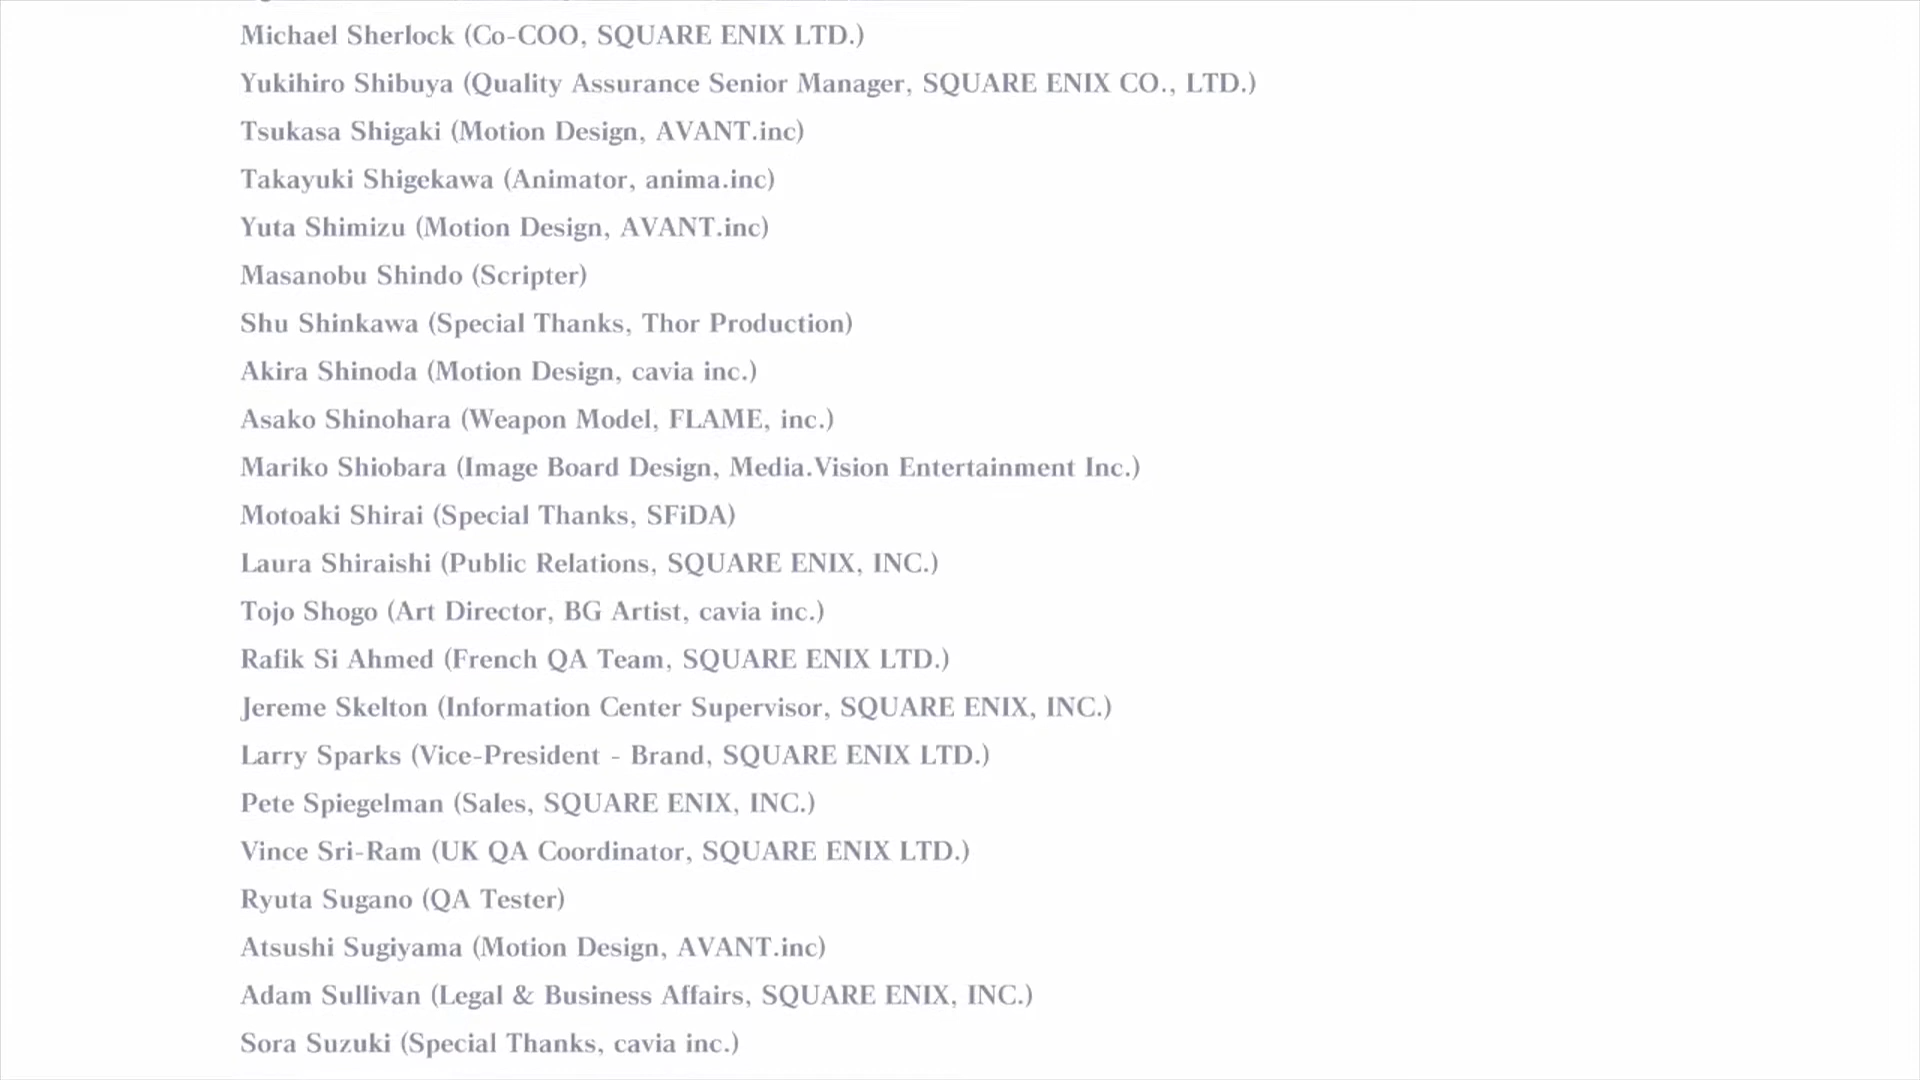 Michael Sherlock (Co-COO, SQUARE ENIX LTD.)
Yukihiro Shibuya (Quality Assurance Senior Manager, SQUARE ENIX CO., LTD.)
Tsukasa Shigaki (Motion Design, AVANT.inc)
Takayuki Shigekawa (Animator, anima.inc)
Yuta Shimizu (Motion Design, AVANT.inc)
Masanobu Shindo (Scripter)
Shu Shinkawa (Special Thanks, Thor Production)
Akira Shinoda (Motion Design, cavia inc.)
Asako Shinohara (Weapon Model, FLAME, inc.)
Mariko Shiobara (Image Board Design, Media.Vision Entertainment Inc.)
Motoaki Shirai (Special Thanks, SFiDA)
Laura Shiraishi (Public Relations, SQUARE ENIX, INC.)
Tojo Shogo (Art Director, BG Artist, cavia inc.)
Rafik Si Ahmed (French QA Team, SQUARE ENIX LTD.)
Jereme Skelton (Information Center Supervisor, SQUARE ENIX, INC.)
Larry Sparks (Vice-President - Brand, SQUARE ENIX LTD.)
Pete Spiegelman (Sales, SQUARE ENIX, INC.)
Vince Sri-Ram (UK QA Coordinator, SQUARE ENIX LTD.)
Ryuta Sugano (QA Tester)
Atsushi Sugiyama (Motion Design, AVANT.inc)
Adam Sullivan (Legal & Business Affairs, SQUARE ENIX, INC.)
Sora Suzuki (Special Thanks, cavia inc.)